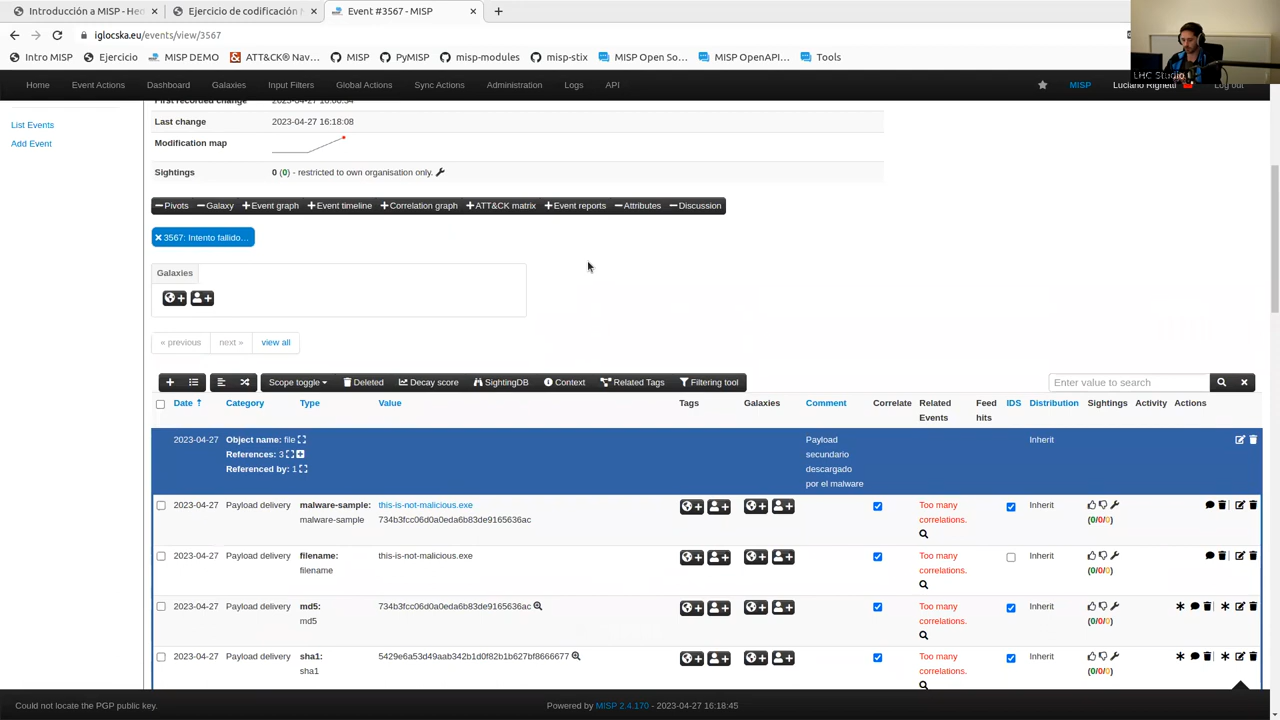 Introducción a MISP - Hed
Ejercicio de codificación M
Event #3567 - MISP
iglocska.eu/events/view/3567
Intro MISP
Ejercicio
MISP DEMO
ATT&CK® Nav…
MISP
PyMISP
misp-modules
misp-stix
MISP Open So…
MISP OpenAPI…
Tools
LHC Studio 1
Home
Event Actions
Dashboard
Galaxies
Input Filters
Global Actions
Sync Actions
Administration
Logs
API
MISP
Luciano Righetti
Log out
List Events
Add Event
First recorded change
Last change 2023-04-27 16:18:08
Modification map
Sightings 0 (0) - restricted to own organisation only.
Pivots Galaxy Event graph Event timeline Correlation graph ATT&CK matrix Event reports Attributes Discussion
3567: Intento fallido...
Galaxies
« previous next » view all
Scope toggle Deleted Decay score SightingDB Context Related Tags Filtering tool Enter value to search
Date Category Type Value Tags Galaxies Comment Correlate Related Events Feed hits IDS Distribution Sightings Activity Actions
2023-04-27 Object name: file
References: 3
Referenced by: 1
Payload
secundario
descargado
por el malware
Inherit
2023-04-27 Payload delivery malware-sample:
malware-sample
this-is-not-malicious.exe
734b3fcc06d0a0eda6b83de9165636ac
Too many
correlations.
Inherit
(0/0/0)
2023-04-27 Payload delivery filename:
filename
this-is-not-malicious.exe
Too many
correlations.
Inherit
(0/0/0)
2023-04-27 Payload delivery md5:
md5
734b3fcc06d0a0eda6b83de9165636ac
Too many
correlations.
Inherit
(0/0/0)
2023-04-27 Payload delivery sha1:
sha1
5429e6a53d49aab342b1d0f82b1b627bf8666677
Too many
correlations.
Inherit
(0/0/0)
Could not locate the PGP public key.
Powered by MISP 2.4.170 - 2023-04-27 16:18:45